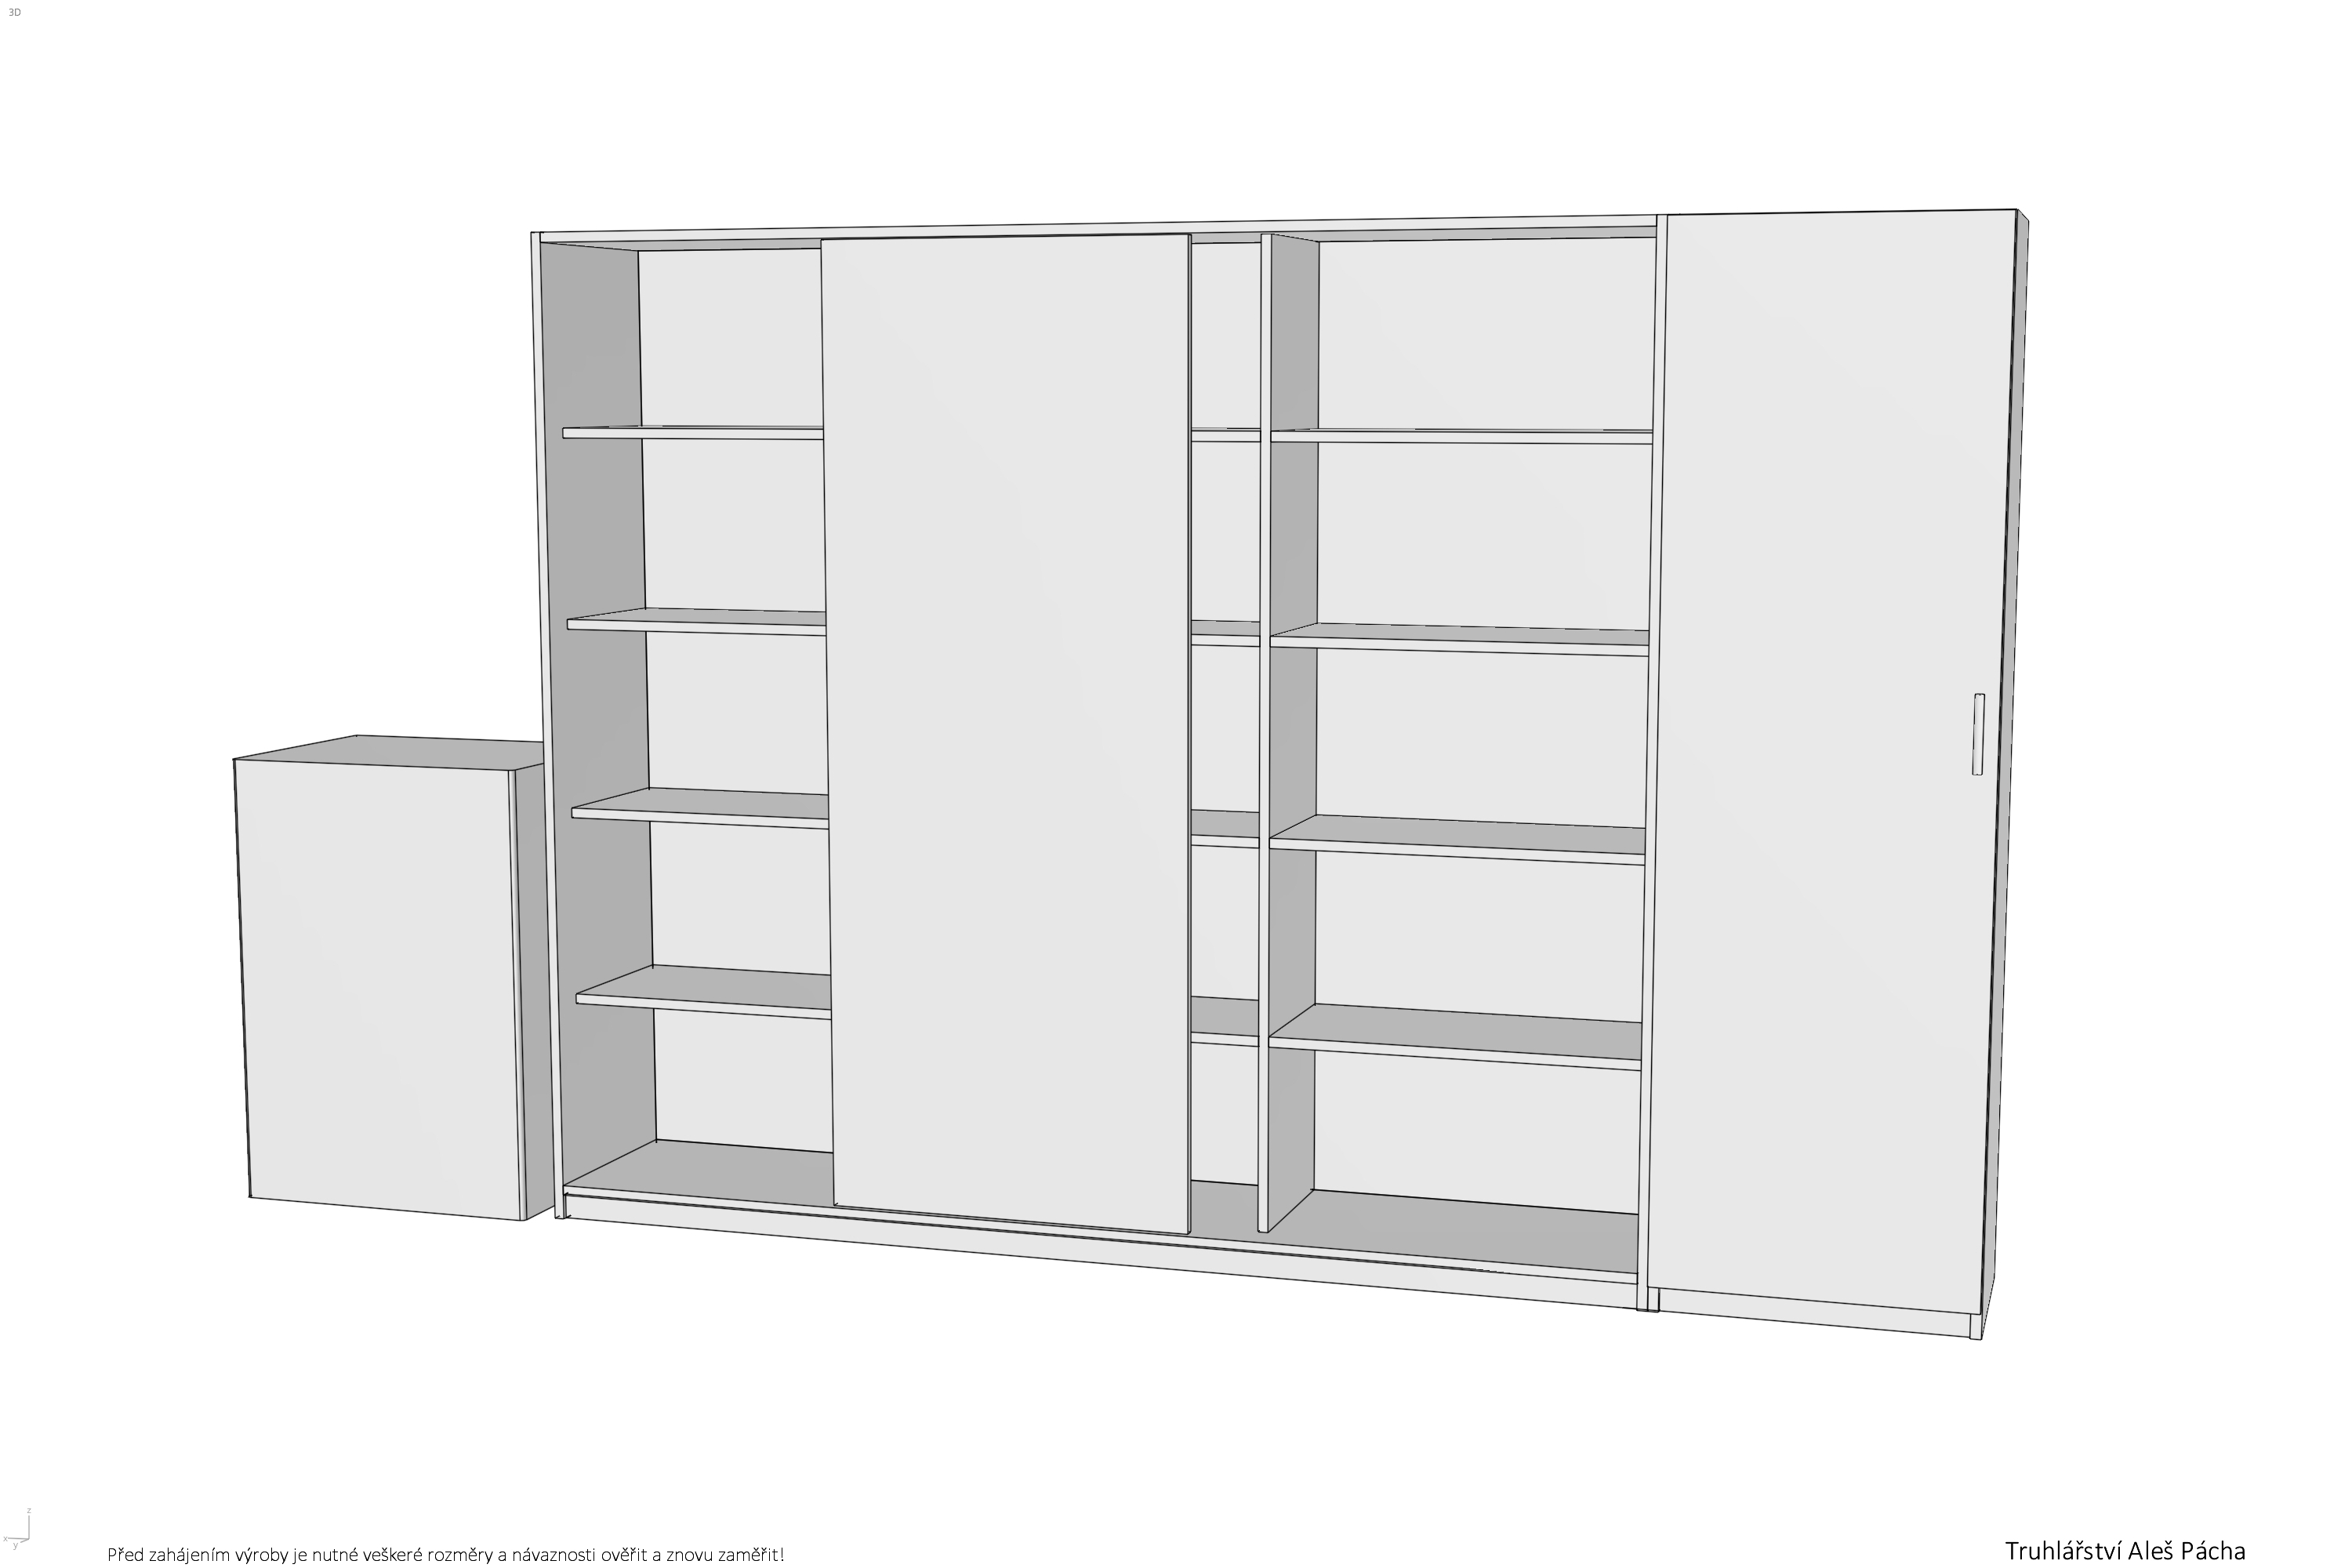 3D
z
x
y
Před zahájením výroby je nutné veškeré rozměry a návaznosti ověřit a znovu zaměřit!
Truhlářství Aleš Pácha